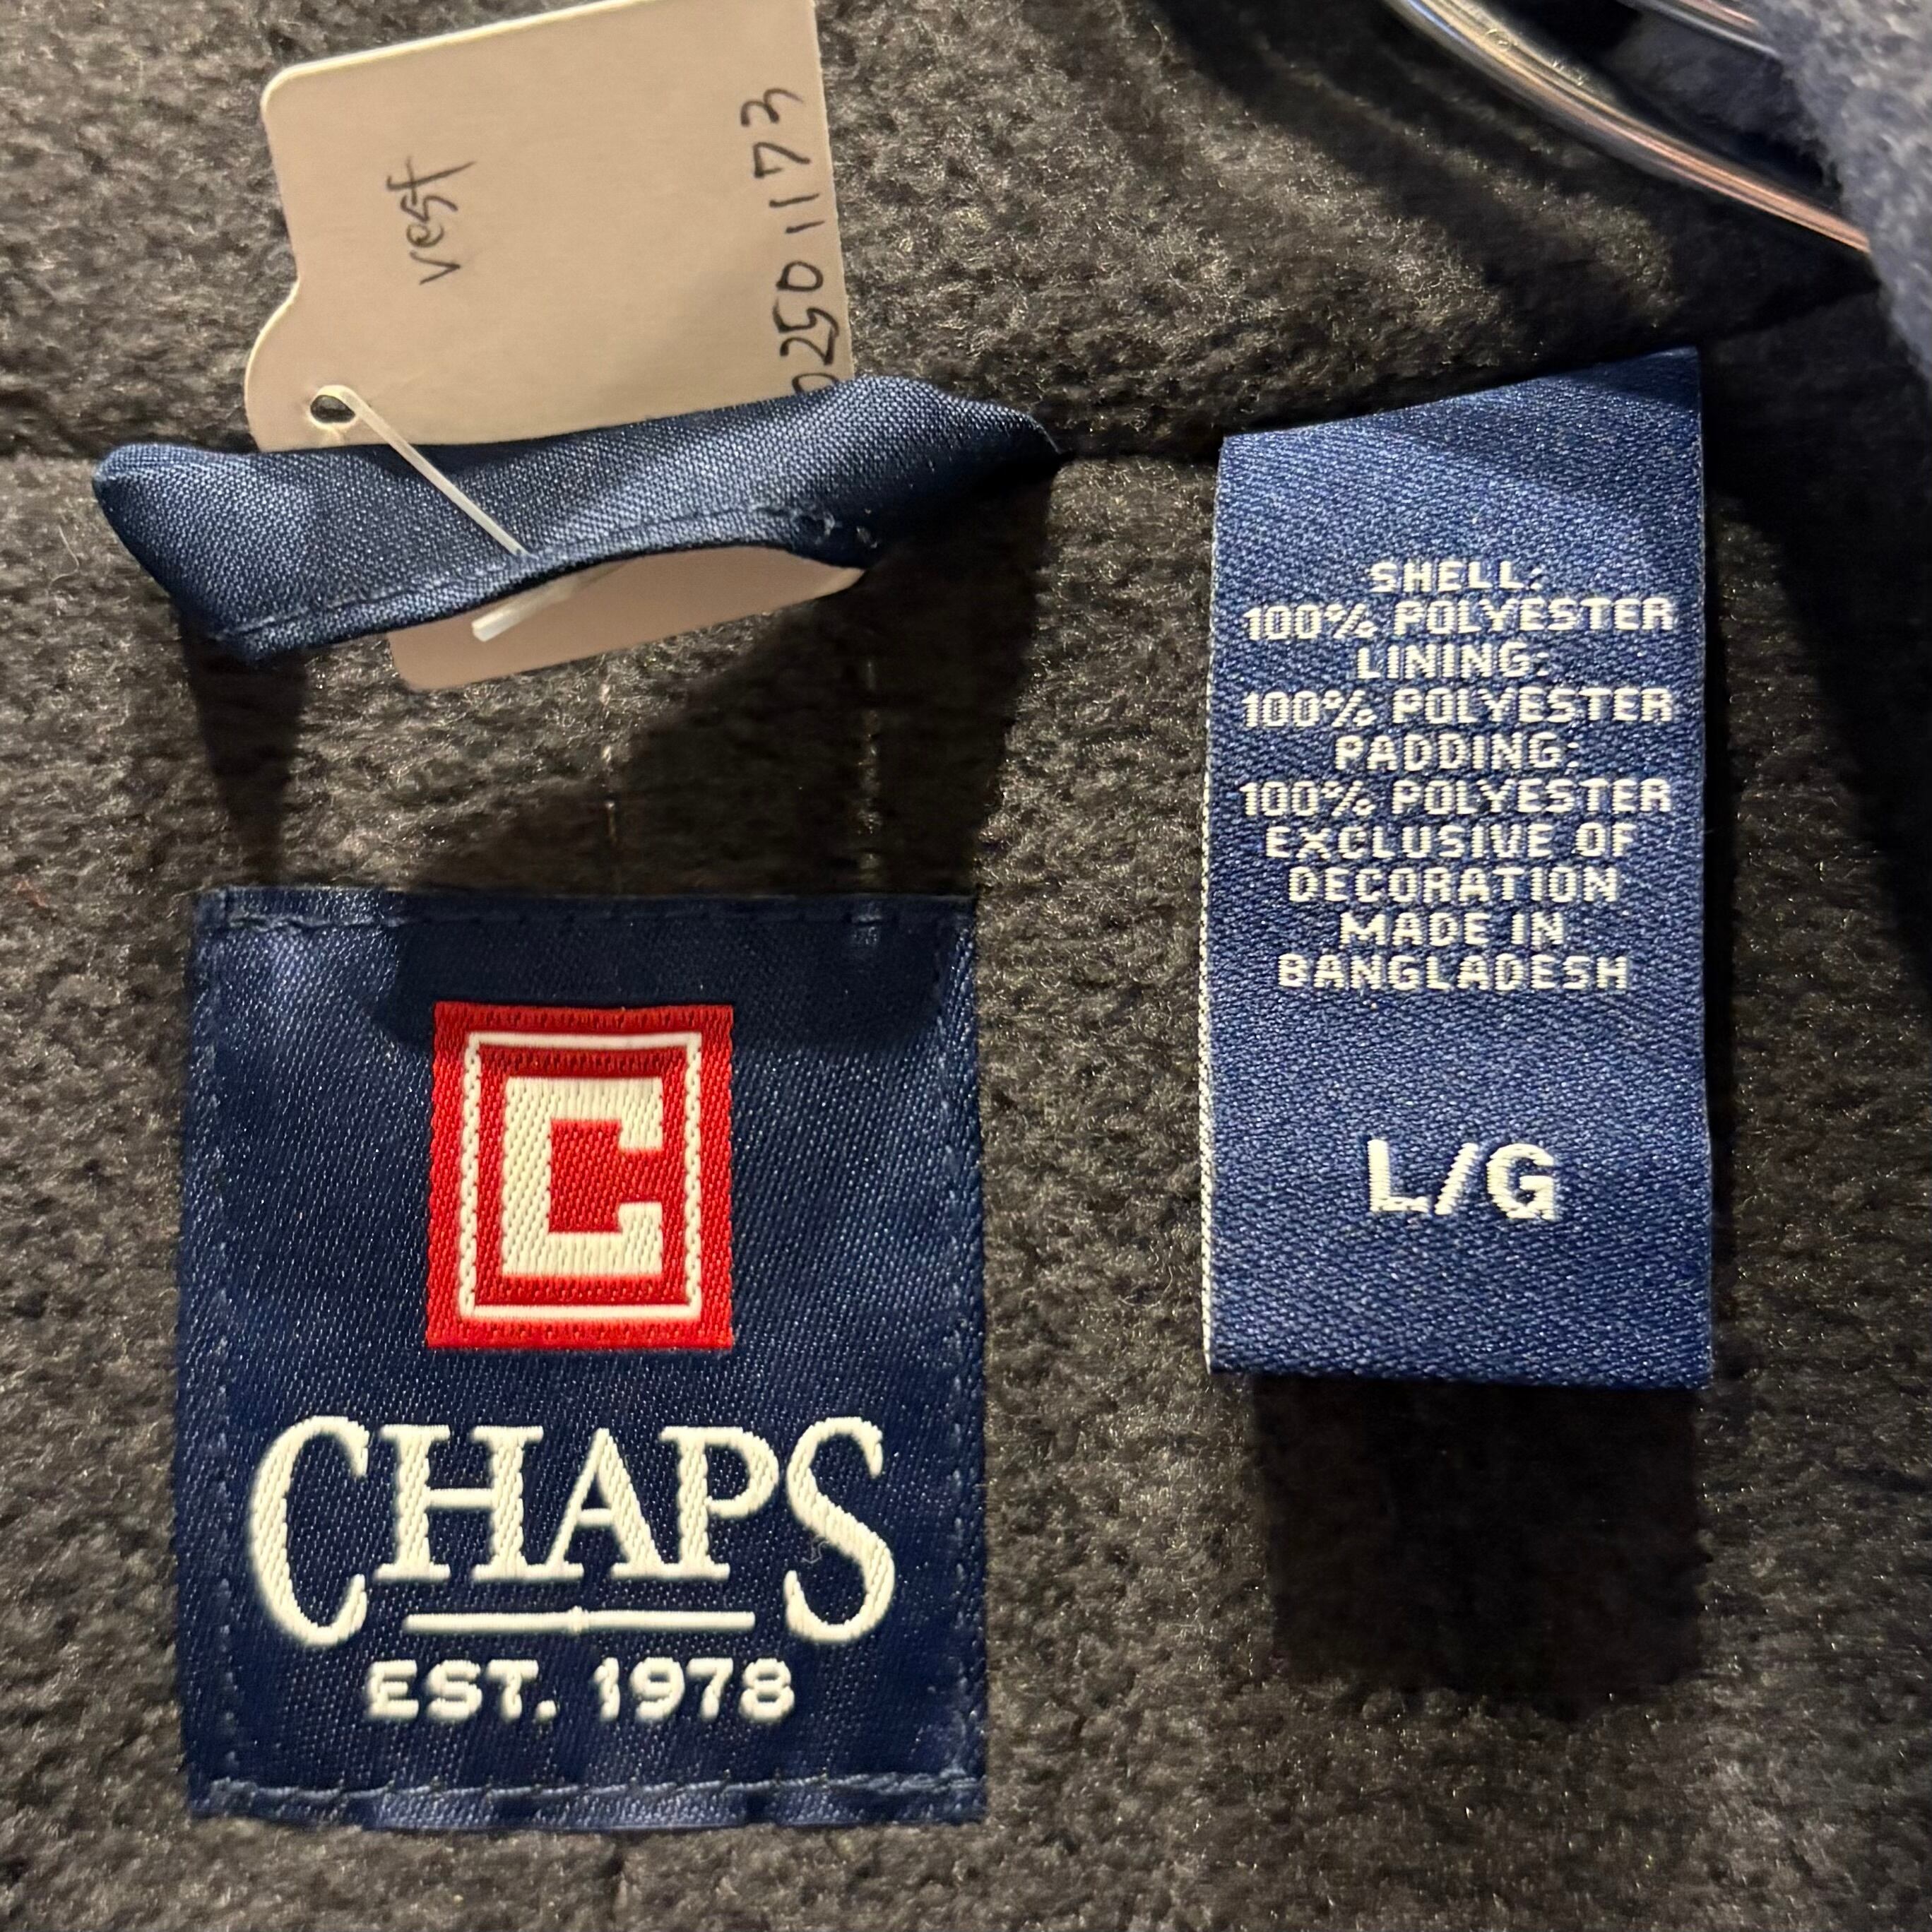 vest
02501173
SHELL:
100% POLYESTER
LINING:
100% POLYESTER
PADDING:
100% POLYESTER
EXCLUSIVE OF
DECORATION
MADE IN
BANGLADESH
L/G
C
CHAPS
EST. 1978